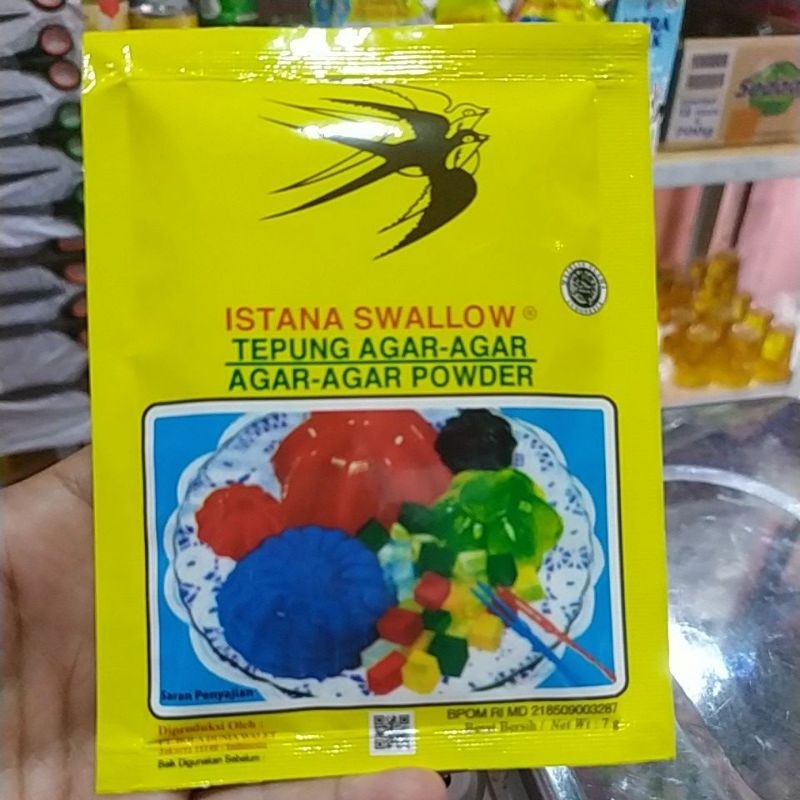 ISTANA SWALLOW ®
TEPUNG AGAR-AGAR
AGAR-AGAR POWDER
Saran Penyajian
Diproduksi Oleh :
BPOM RI MD 218509003287
Berat Bersih / Net Wt : 7 g
Baik Digunakan Sebelum :